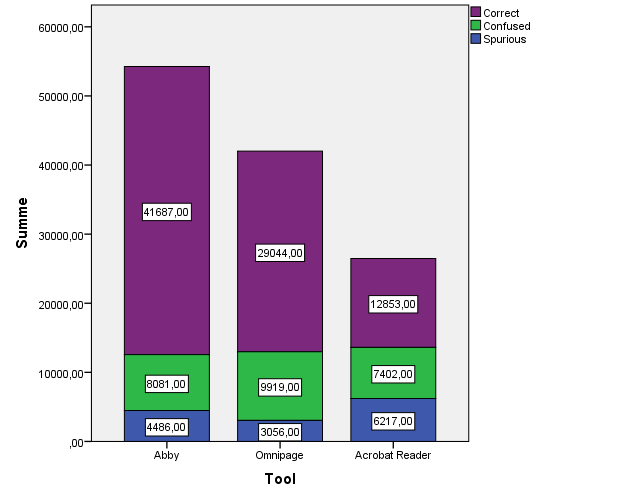 Correct
Confused
Spurious
60000,00
50000,00
40000,00
30000,00
20000,00
10000,00
,00
Summe
41687,00
8081,00
4486,00
29044,00
9919,00
3056,00
12853,00
7402,00
6217,00
Abby
Omnipage
Acrobat Reader
Tool